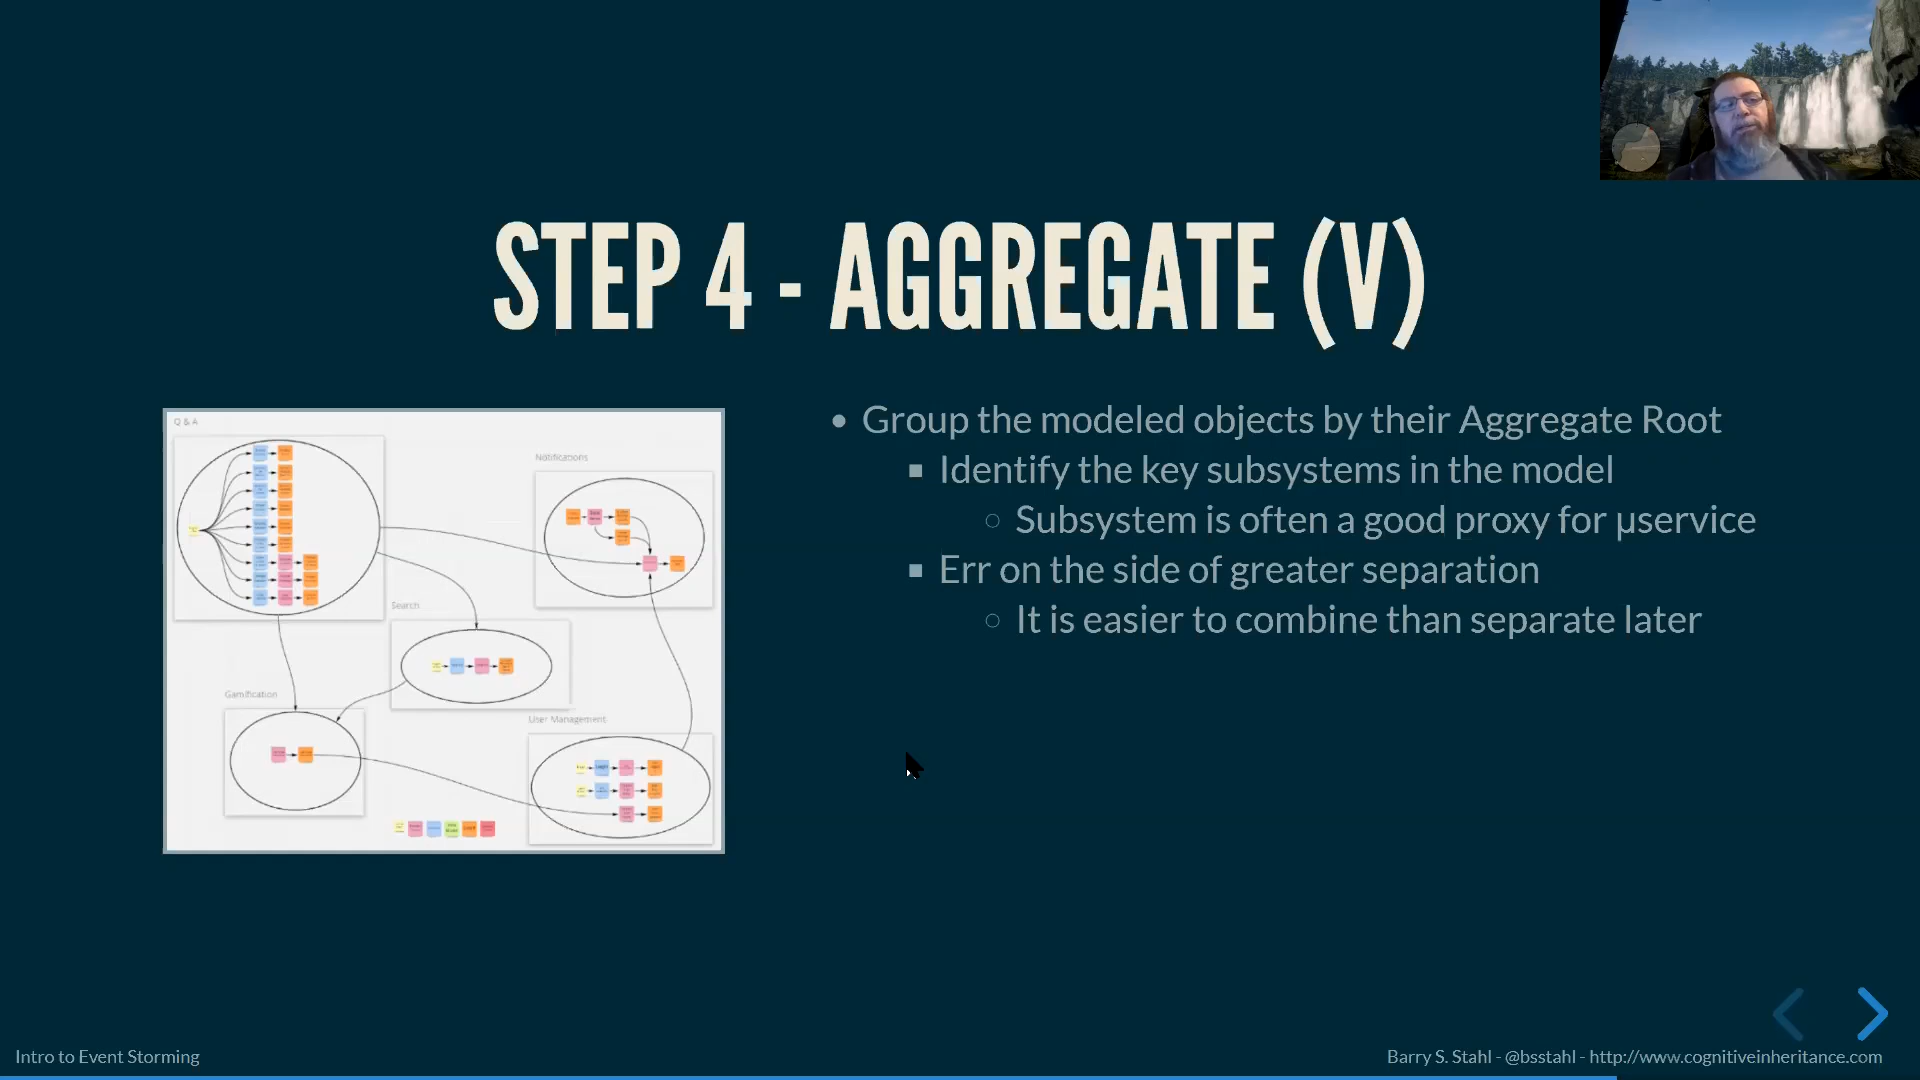 STEP 4 - AGGREGATE (V)
Q & A
Notifications
Search
Gamification
User Management
• Group the modeled objects by their Aggregate Root
▪ Identify the key subsystems in the model
○ Subsystem is often a good proxy for µservice
▪ Err on the side of greater separation
○ It is easier to combine than separate later
Intro to Event Storming
Barry S. Stahl - @bsstahl - http://www.cognitiveinheritance.com